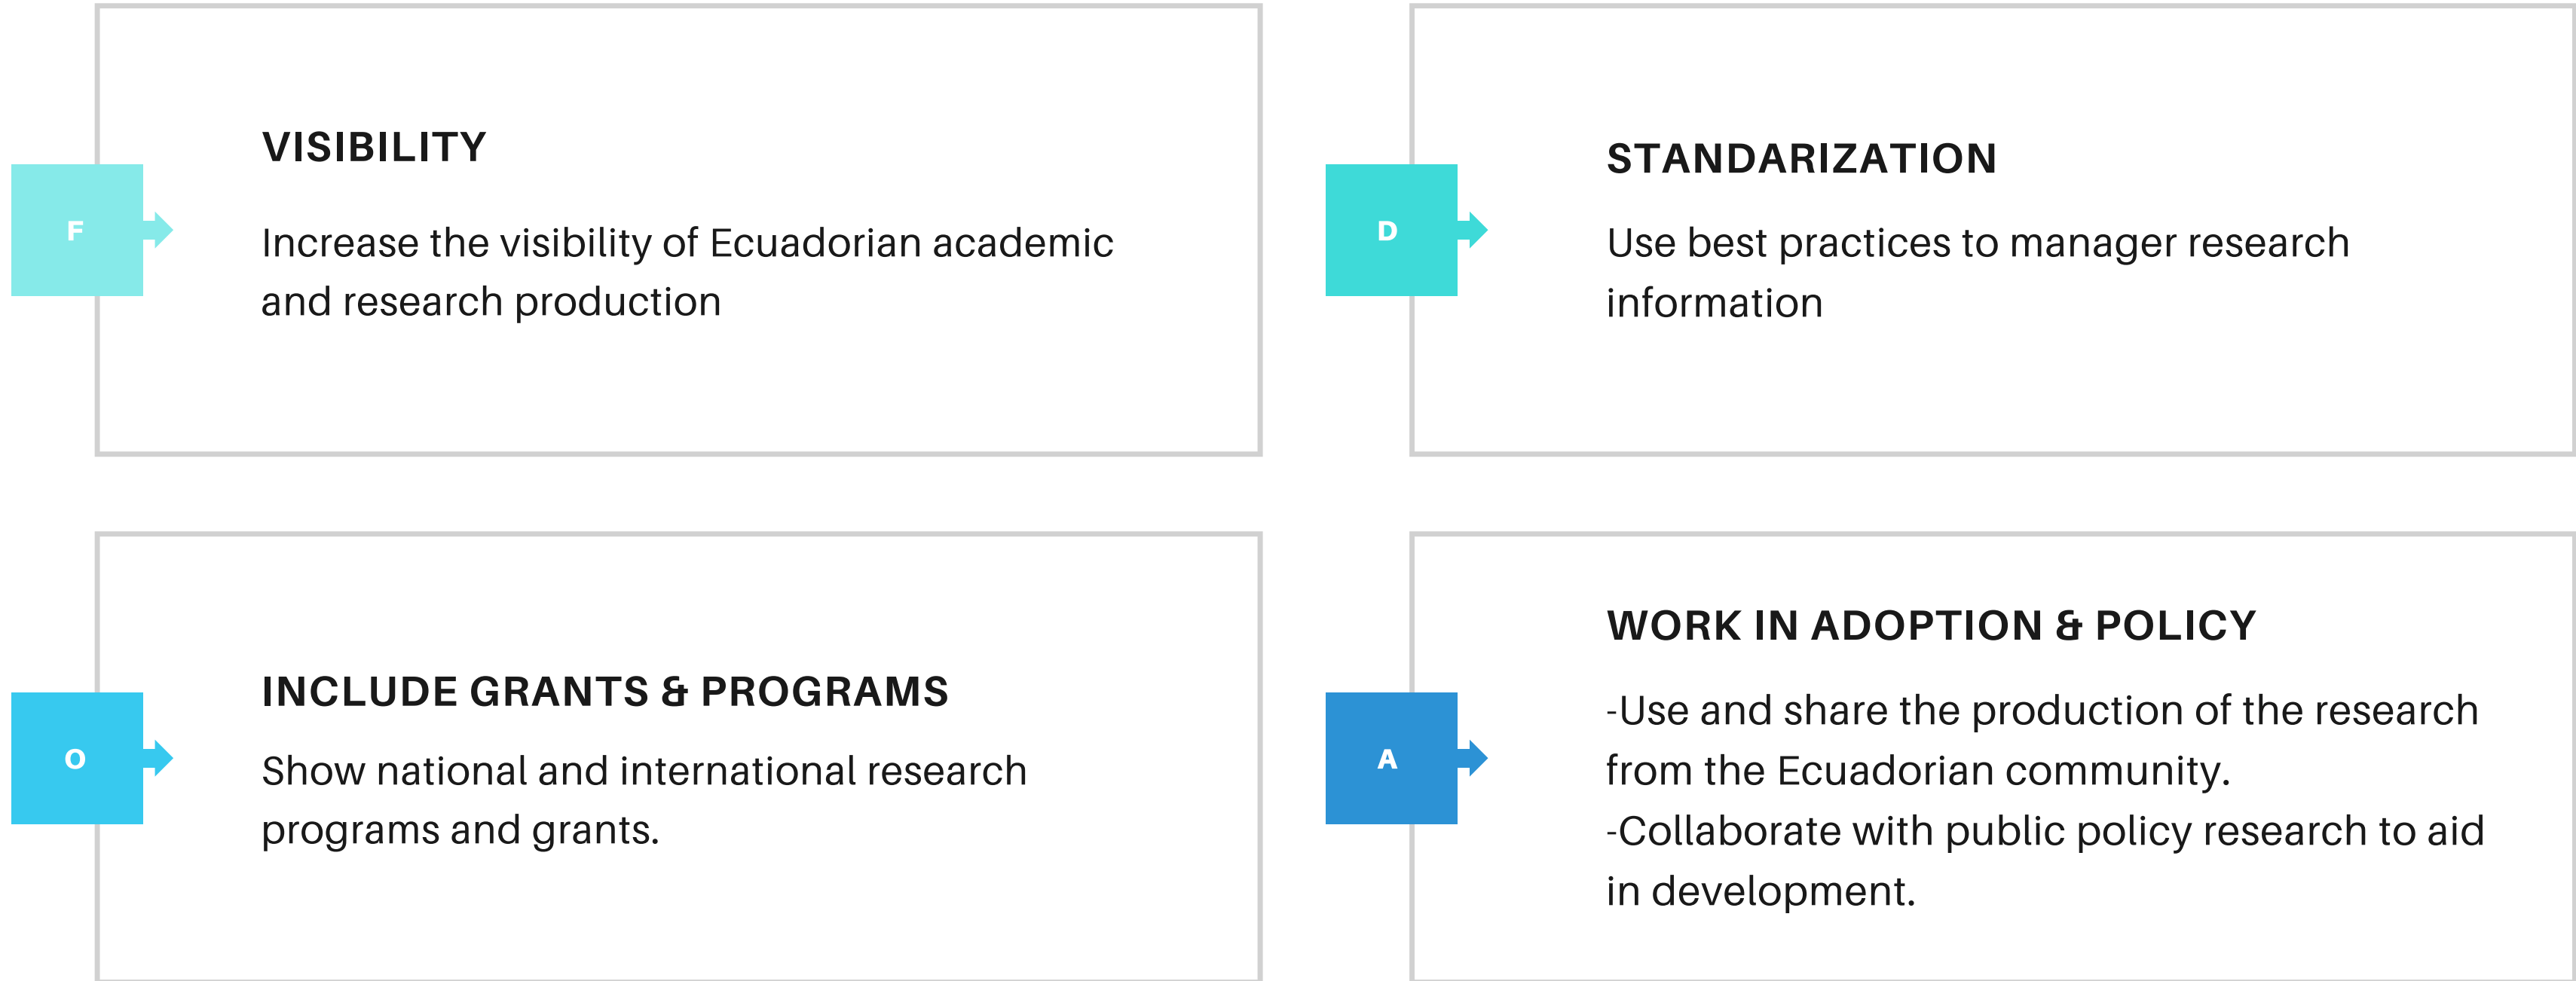 F
VISIBILITY
Increase the visibility of Ecuadorian academic
and research production
D
STANDARIZATION
Use best practices to manager research
information
O
INCLUDE GRANTS & PROGRAMS
Show national and international research
programs and grants.
A
WORK IN ADOPTION & POLICY
-Use and share the production of the research
from the Ecuadorian community.
-Collaborate with public policy research to aid
in development.